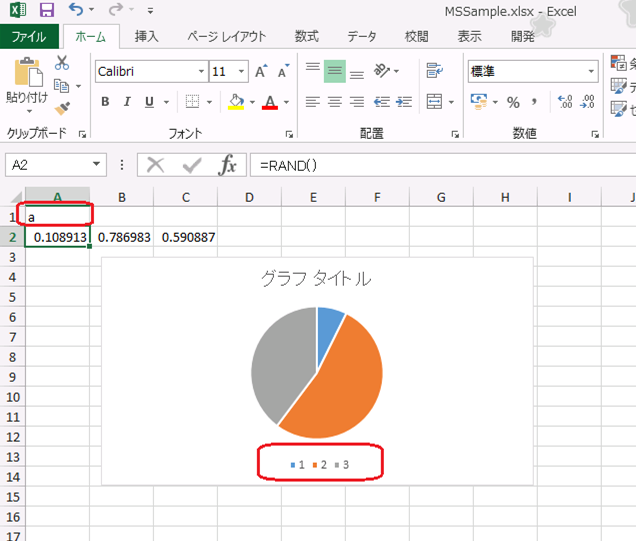 MSSample.xlsx - Excel
ファイル ホーム 挿入 ページ レイアウト 数式 データ 校閲 表示 開発
貼り付け
Calibri 11 A A
標準
B I U A
% ,
.00 .0
クリップボード フォント 配置 数値
A2 fx =RAND()
A B C D E F G H I J
1 a
2 0.108913 0.786983 0.590887
3
グラフ タイトル
4
5
6
7
8
9
10
11
12
13
1 2 3
14
15
16
17